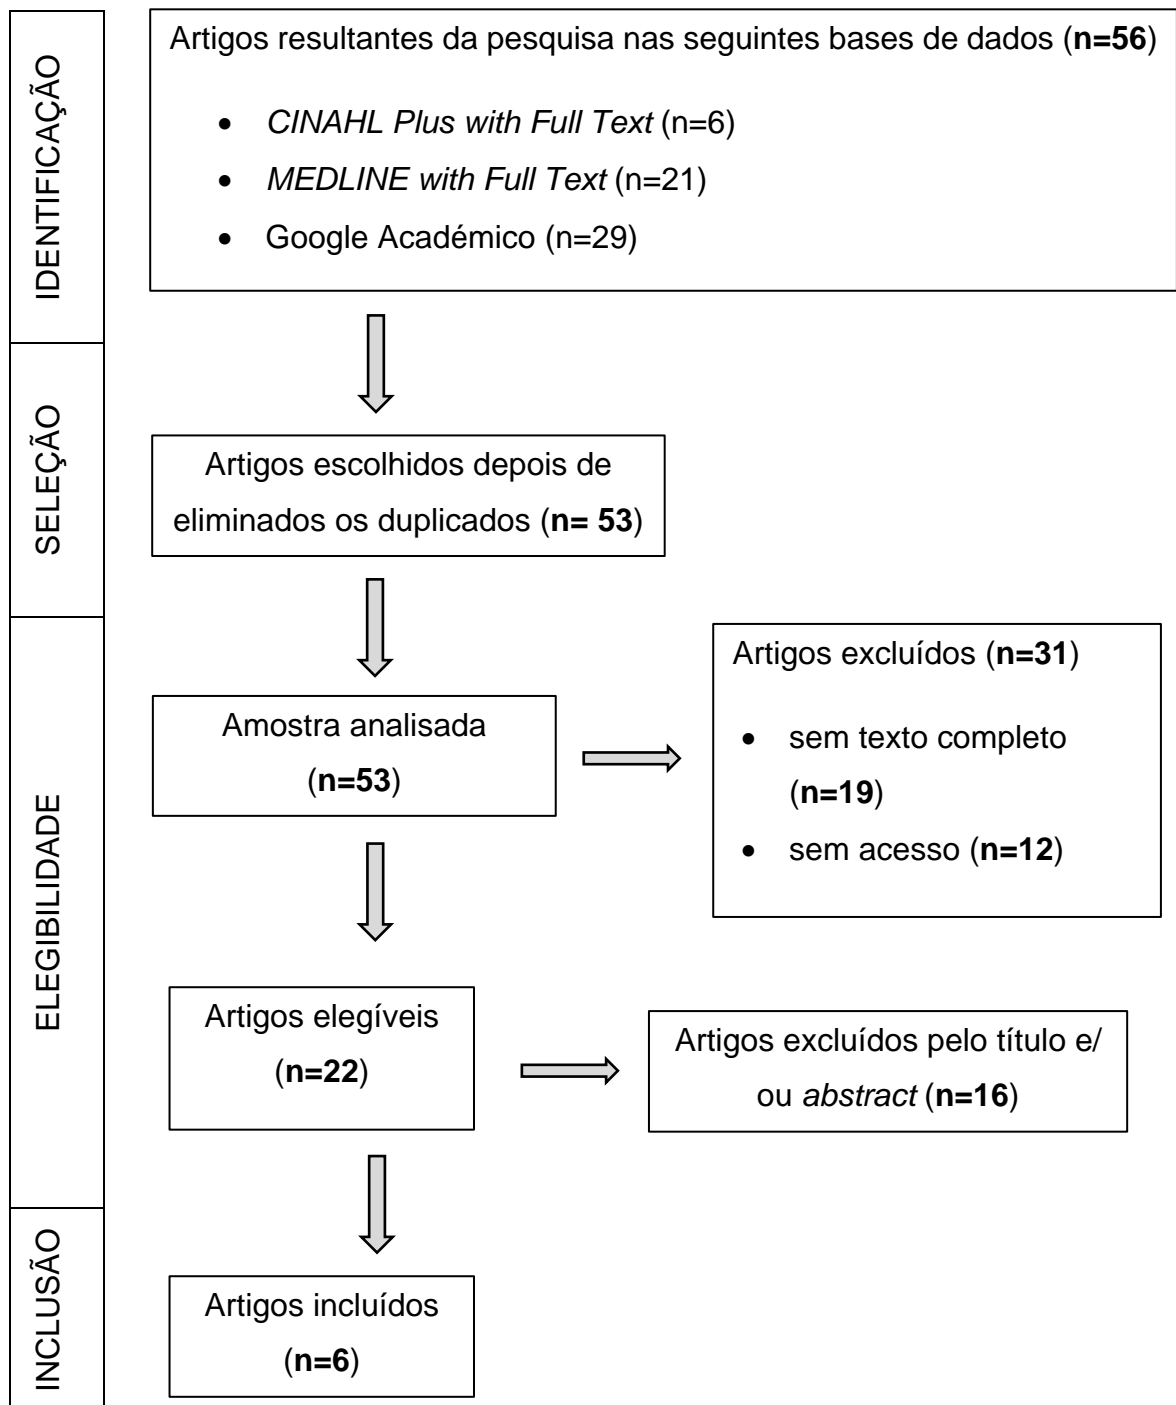 IDENTIFICAÇÃO
Artigos resultantes da pesquisa nas seguintes bases de dados (n=56)
• CINAHL Plus with Full Text (n=6)
• MEDLINE with Full Text (n=21)
• Google Académico (n=29)
SELEÇÃO
Artigos escolhidos depois de
eliminados os duplicados (n= 53)
ELEGIBILIDADE
Amostra analisada
(n=53)
Artigos excluídos (n=31)
• sem texto completo
(n=19)
• sem acesso (n=12)
Artigos elegíveis
(n=22)
Artigos excluídos pelo título e/
ou abstract (n=16)
INCLUSÃO
Artigos incluídos
(n=6)